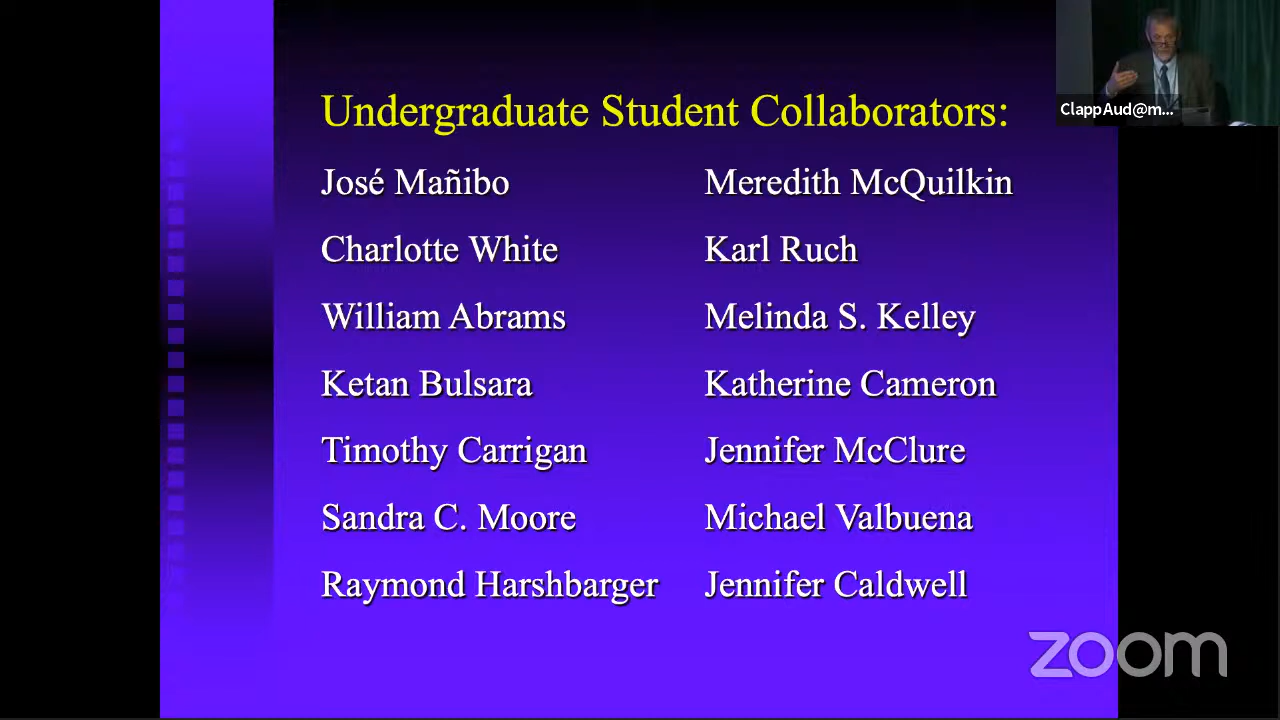 Undergraduate Student Collaborators:
José Mañibo
Charlotte White
William Abrams
Ketan Bulsara
Timothy Carrigan
Sandra C. Moore
Raymond Harshbarger
Meredith McQuilkin
Karl Ruch
Melinda S. Kelley
Katherine Cameron
Jennifer McClure
Michael Valbuena
Jennifer Caldwell
ClappAud@m...
zoom